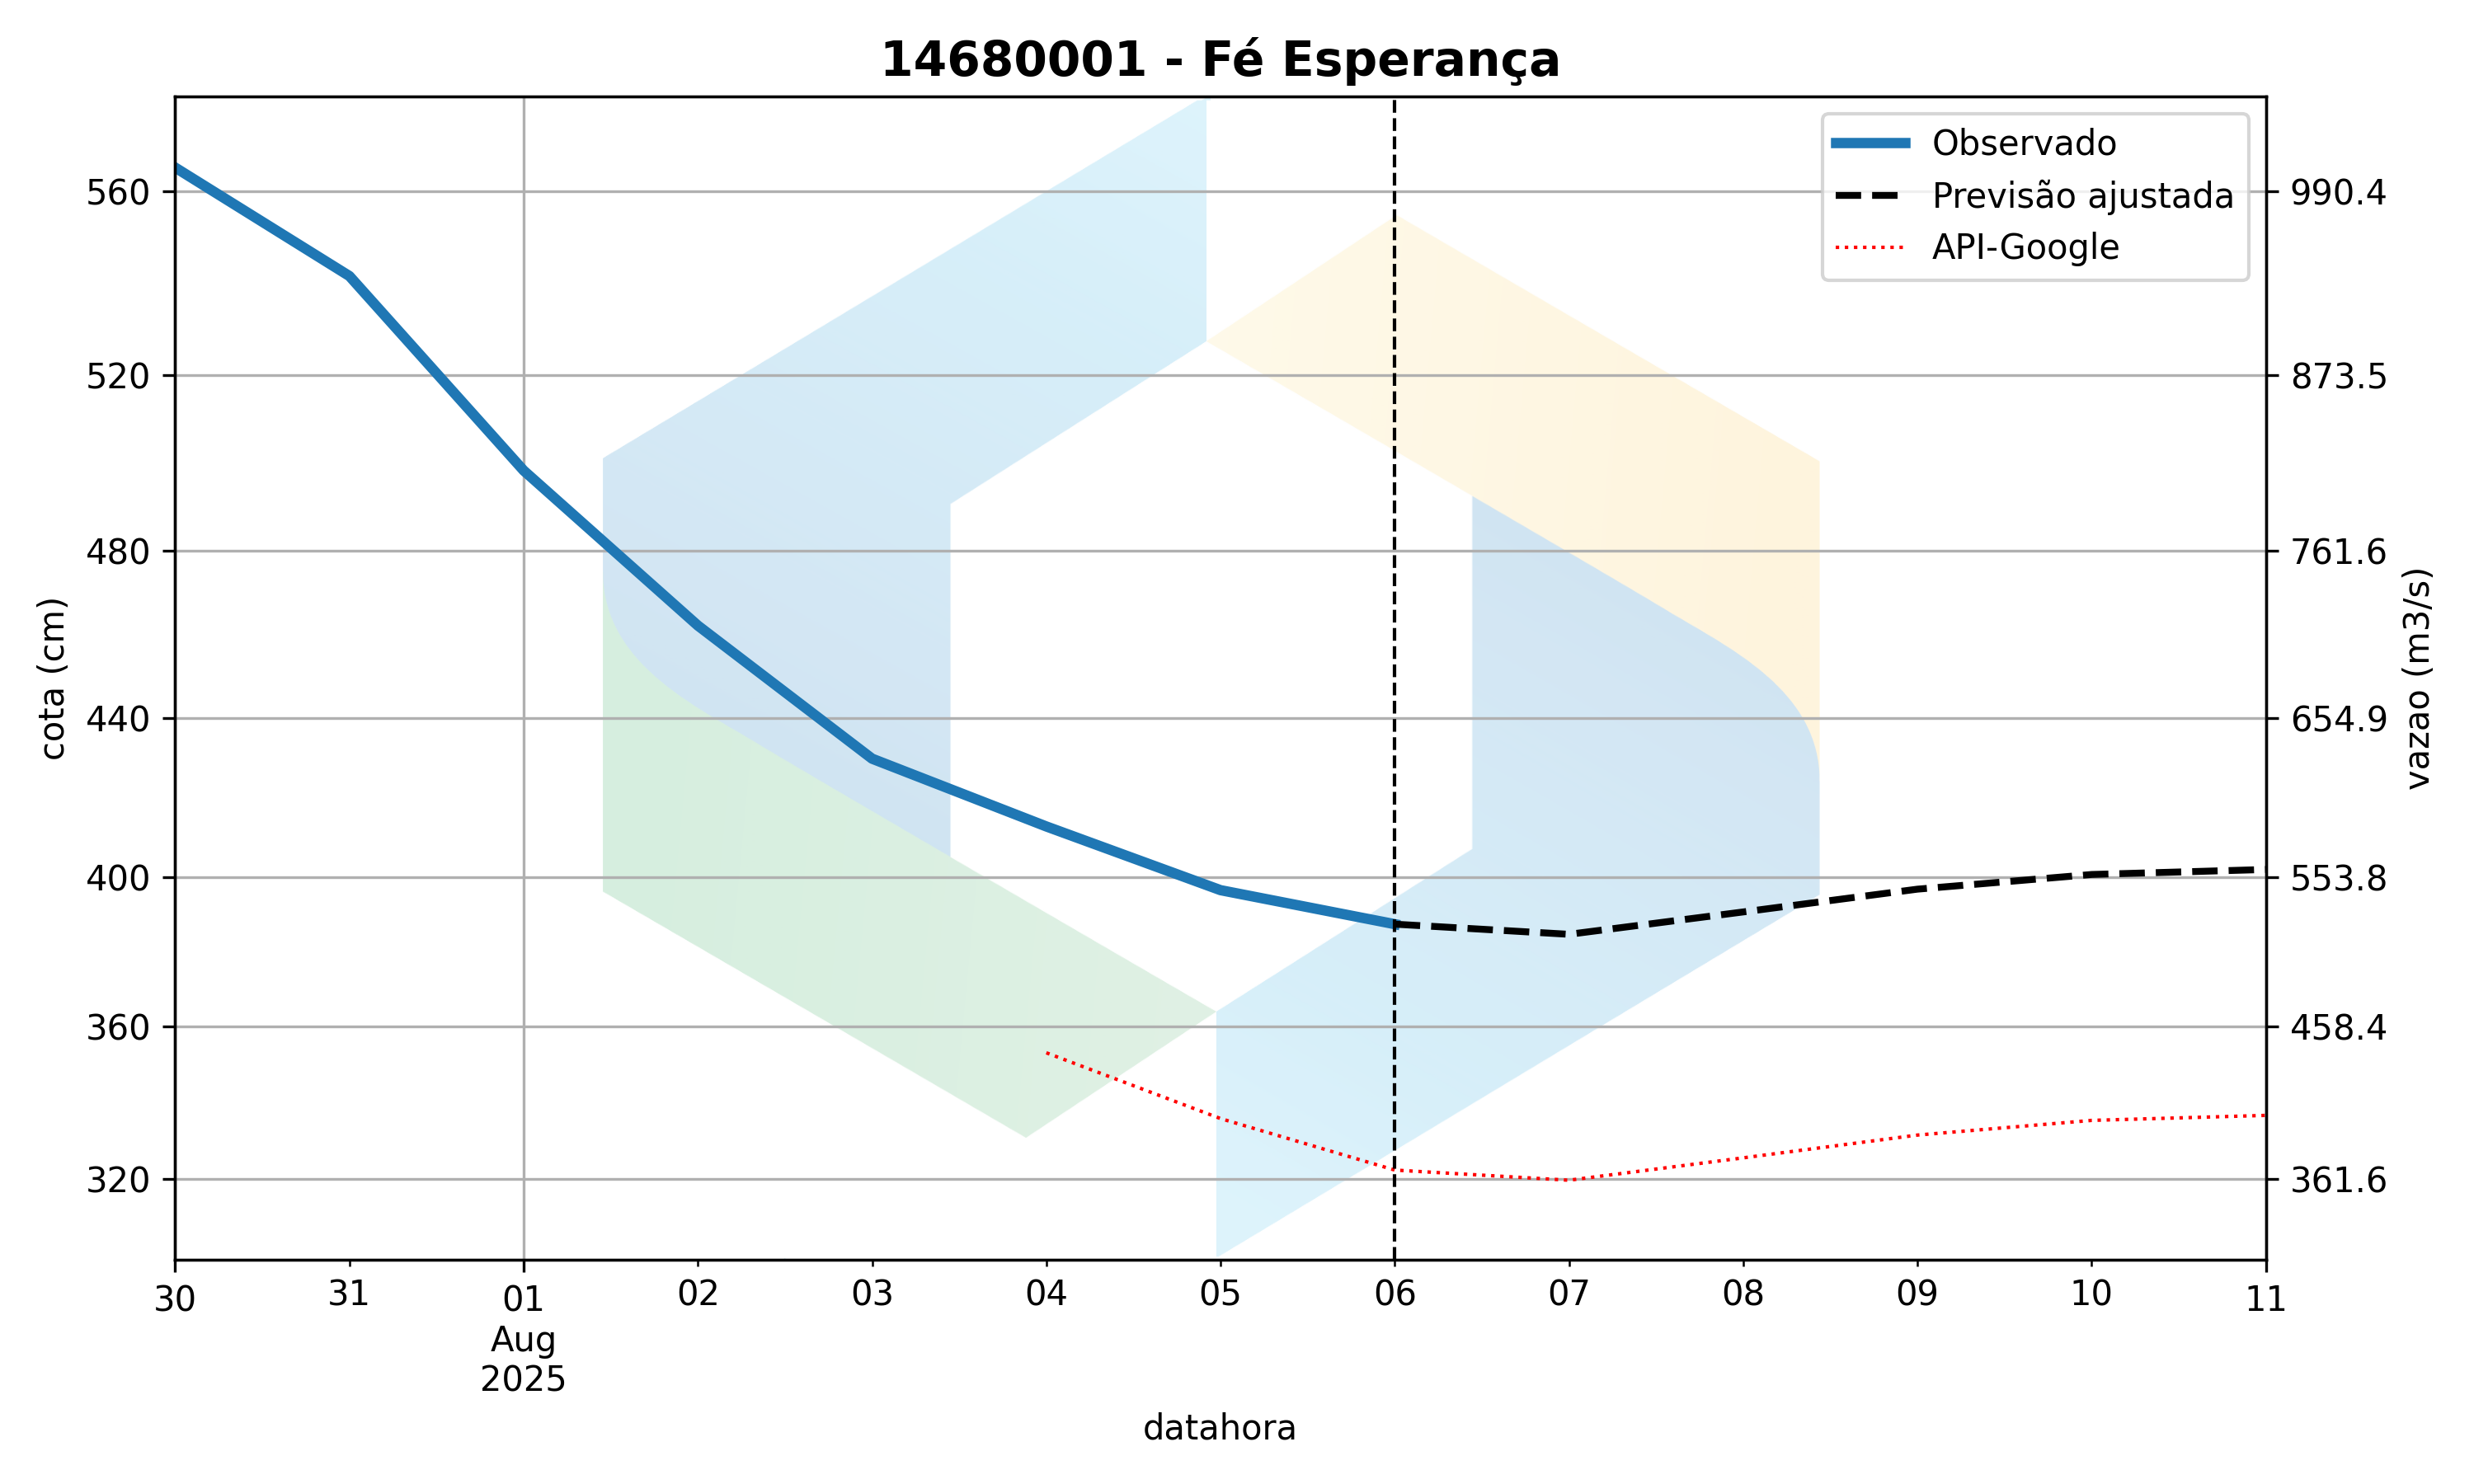 14680001 - Fé Esperança
Observado
Previsão ajustada
API-Google
560
520
480
440
400
360
320
cota (cm)
990.4
873.5
761.6
654.9
553.8
458.4
361.6
vazao (m3/s)
30 31 01 02 03 04 05 06 07 08 09 10 11
Aug
2025
datahora